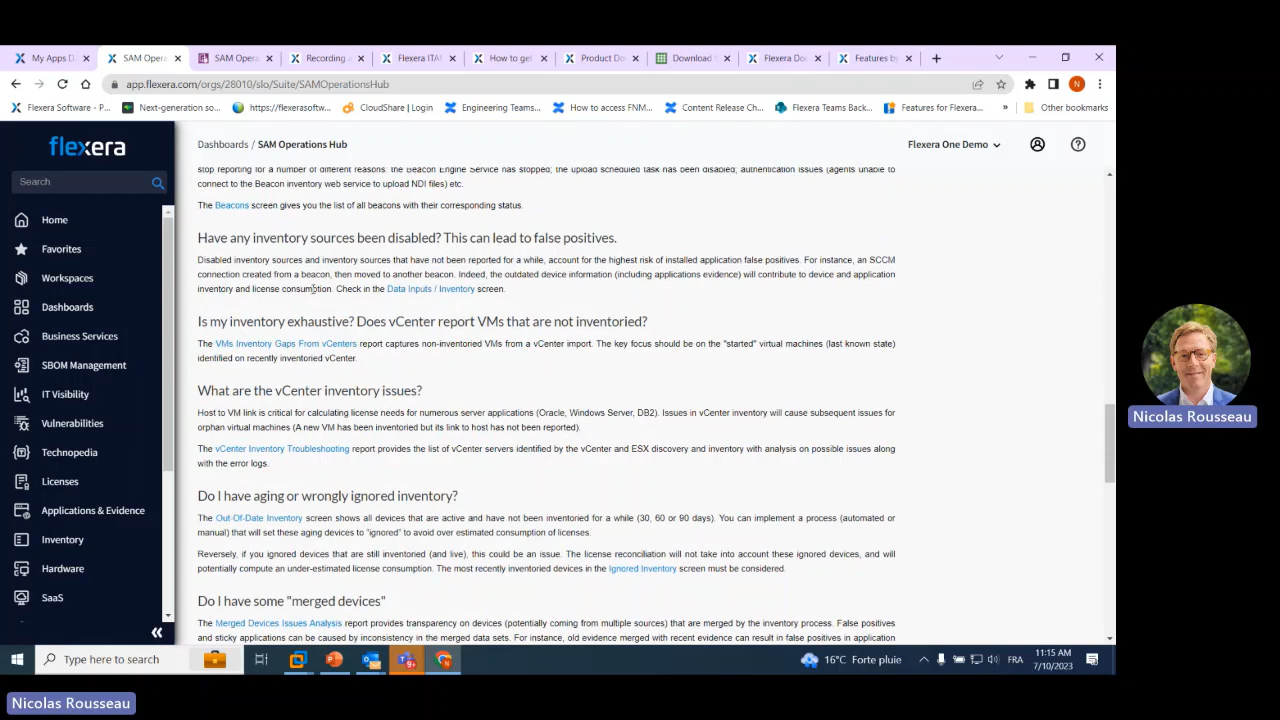 My Apps D
SAM Opera
SAM Opera
Recording a
Flexera ITA
How to get
Product Do
Download
Flexera Doc
Features by
app.flexera.com/orgs/28010/slo/Suite/SAMOperationsHub
Flexera Software - P...
Next-generation so...
https://flexerasoftw...
CloudShare | Login
Engineering Teams...
How to access FNM...
Content Release Ch...
Flexera Teams Back...
Features for Flexera...
»
Other bookmarks
flexera
Search
Home
Favorites
Workspaces
Dashboards
Business Services
SBOM Management
IT Visibility
Vulnerabilities
Technopedia
Licenses
Applications & Evidence
Inventory
Hardware
SaaS
Dashboards / SAM Operations Hub
Flexera One Demo
stop reporting for a number of different reasons: the Beacon Engine Service has stopped; the upload scheduled task has been disabled; authentication issues (agents unable to
connect to the Beacon inventory web service to upload NDI files) etc.
The Beacons screen gives you the list of all beacons with their corresponding status.
Have any inventory sources been disabled? This can lead to false positives.
Disabled inventory sources and inventory sources that have not been reported for a while, account for the highest risk of installed application false positives. For instance, an SCCM
connection created from a beacon, then moved to another beacon. Indeed, the outdated device information (including applications evidence) will contribute to device and application
inventory and license consumption. Check in the Data Inputs / Inventory screen.
Is my inventory exhaustive? Does vCenter report VMs that are not inventoried?
The VMs Inventory Gaps From vCenters report captures non-inventoried VMs from a vCenter import. The key focus should be on the "started" virtual machines (last known state)
identified on recently inventoried vCenter.
What are the vCenter inventory issues?
Host to VM link is critical for calculating license needs for numerous server applications (Oracle, Windows Server, DB2). Issues in vCenter inventory will cause subsequent issues for
orphan virtual machines (A new VM has been inventoried but its link to host has not been reported).
The vCenter Inventory Troubleshooting report provides the list of vCenter servers identified by the vCenter and ESX discovery and inventory with analysis on possible issues along
with the error logs.
Do I have aging or wrongly ignored inventory?
The Out-Of-Date Inventory screen shows all devices that are active and have not been inventoried for a while (30, 60 or 90 days). You can implement a process (automated or
manual) that will set these aging devices to "ignored" to avoid over estimated consumption of licenses.
Reversely, if you ignored devices that are still inventoried (and live), this could be an issue. The license reconciliation will not take into account these ignored devices, and will
potentially compute an under-estimated license consumption. The most recently inventoried devices in the Ignored Inventory screen must be considered.
Do I have some "merged devices"
The Merged Devices Issues Analysis report provides transparency on devices (potentially coming from multiple sources) that are merged by the inventory process. False positives
and sticky applications can be caused by inconsistency in the merged data sets. For instance, old evidence merged with recent evidence can result in false positives in application
Type here to search
16°C Forte pluie
FRA
11:15 AM
7/10/2023
Nicolas Rousseau
Nicolas Rousseau